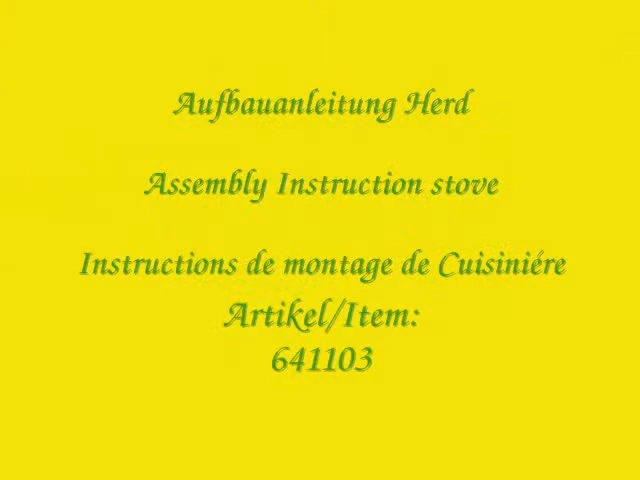 Aufbauanleitung Herd
Assembly Instruction stove
Instructions de montage de Cuisiniére
Artikel/Item:
641103